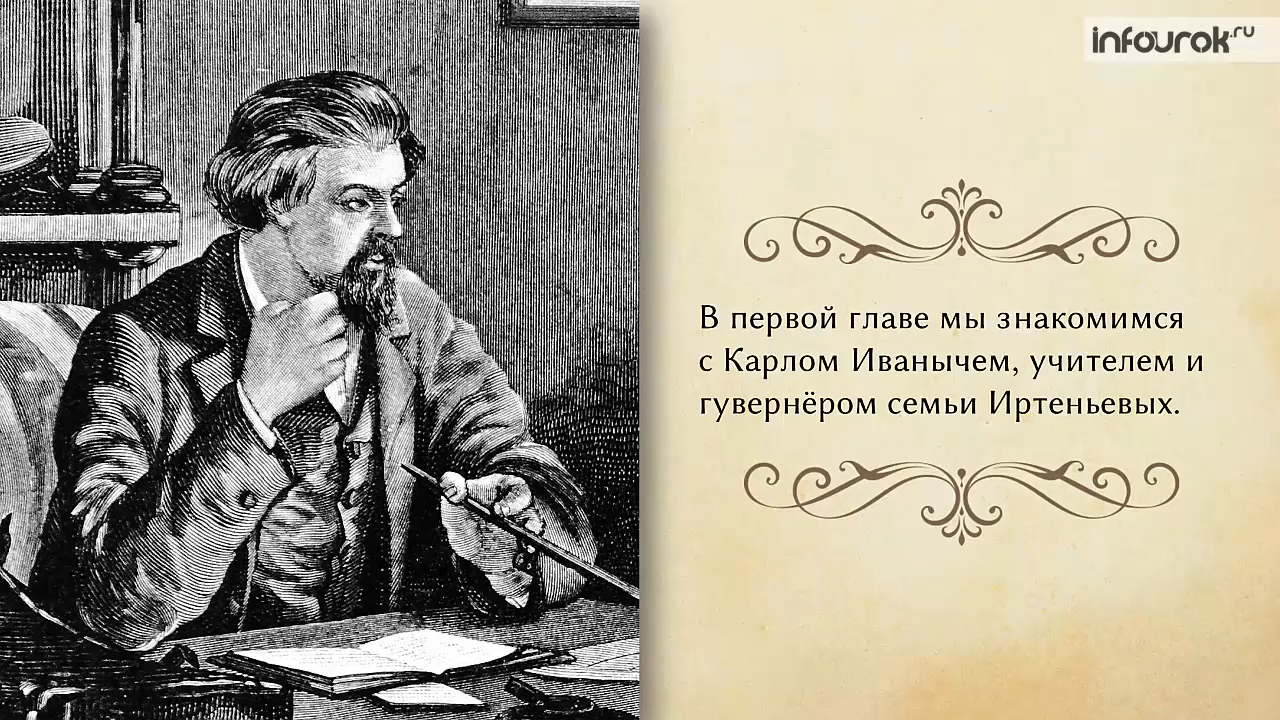 infourok.ru
В первой главе мы знакомимся
с Карлом Иванычем, учителем и
гувернёром семьи Иртеньевых.